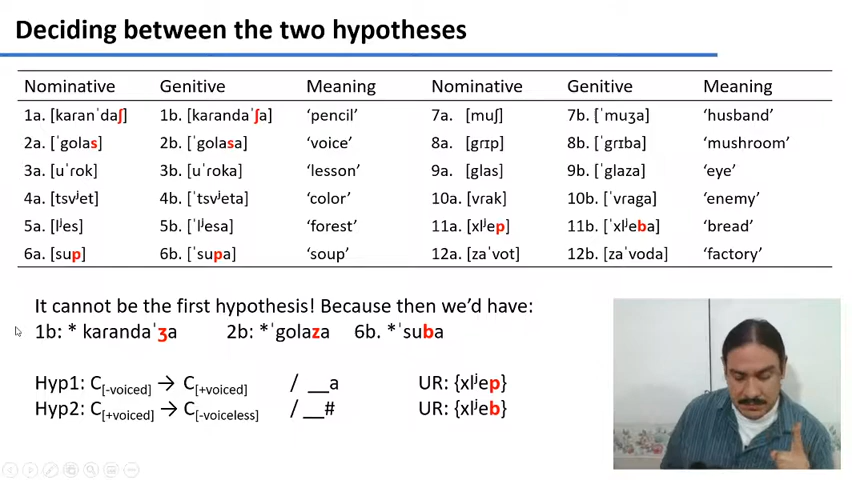 Deciding between the two hypotheses
Nominative Genitive Meaning Nominative Genitive Meaning
1a. [karanˈdaʃ] 1b. [karandaˈʃa] ‘pencil’ 7a. [muʃ] 7b. [ˈmuʒa] ‘husband’
2a. [ˈgolas] 2b. [ˈgolasa] ‘voice’ 8a. [grɪp] 8b. [ˈgrɪba] ‘mushroom’
3a. [uˈɾok] 3b. [uˈɾoka] ‘lesson’ 9a. [glas] 9b. [ˈglaza] ‘eye’
4a. [tsvʲet] 4b. [ˈtsvʲeta] ‘color’ 10a. [vrak] 10b. [ˈvraga] ‘enemy’
5a. [lʲes] 5b. [ˈlʲesa] ‘forest’ 11a. [xlʲep] 11b. [ˈxlʲeba] ‘bread’
6a. [sup] 6b. [ˈsupa] ‘soup’ 12a. [zaˈvot] 12b. [zaˈvoda] ‘factory’
It cannot be the first hypothesis! Because then we’d have:
1b: * karandaˈʒa 2b: *ˈgolaza 6b. *ˈsuba
Hyp1: C[-voiced] → C[+voiced] / __a UR: {xlʲep}
Hyp2: C[+voiced] → C[-voiceless] / __# UR: {xlʲeb}